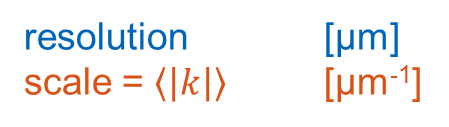 resolution [μm]
scale = ⟨|k|⟩ [μm⁻¹]